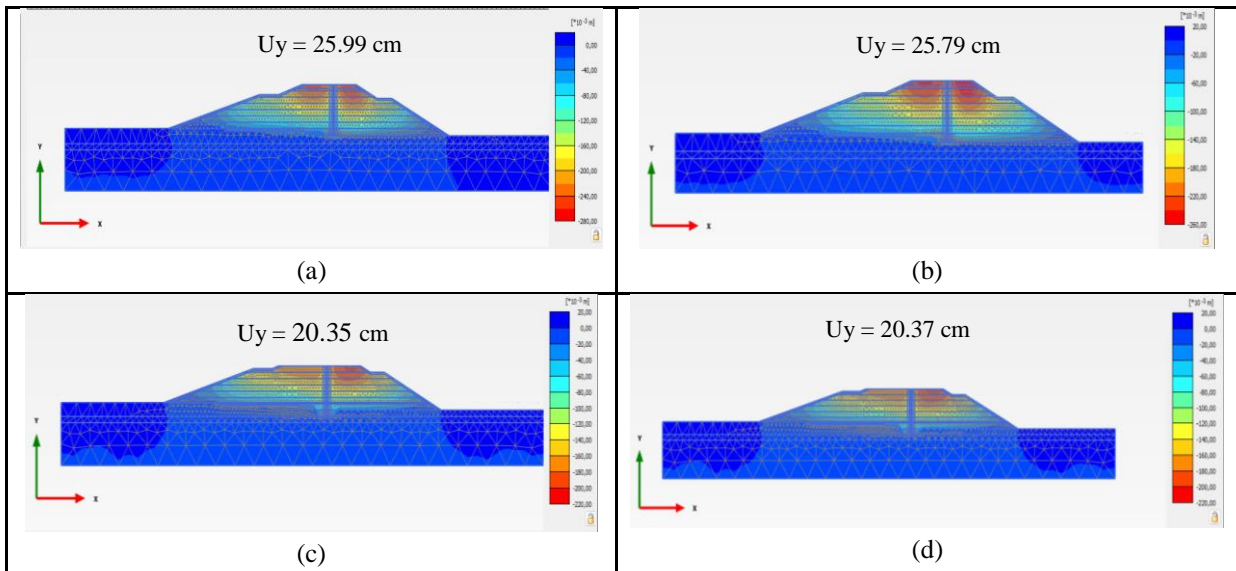 [*10⁻³ m]
Uy = 25.99 cm
0,00
-40,00
-80,00
-120,00
-160,00
-200,00
-240,00
-280,00
Y
X
(a)
[*10⁻³ m]
Uy = 25.79 cm
20,00
-20,00
-60,00
-100,00
-140,00
-180,00
-220,00
-260,00
Y
X
(b)
[*10⁻³ m]
Uy = 20.35 cm
20,00
0,00
-20,00
-40,00
-60,00
-80,00
-100,00
-120,00
-140,00
-160,00
-180,00
-200,00
-220,00
Y
X
(c)
[*10⁻³ m]
Uy = 20.37 cm
20,00
0,00
-20,00
-40,00
-60,00
-80,00
-100,00
-120,00
-140,00
-160,00
-180,00
-200,00
-220,00
Y
X
(d)